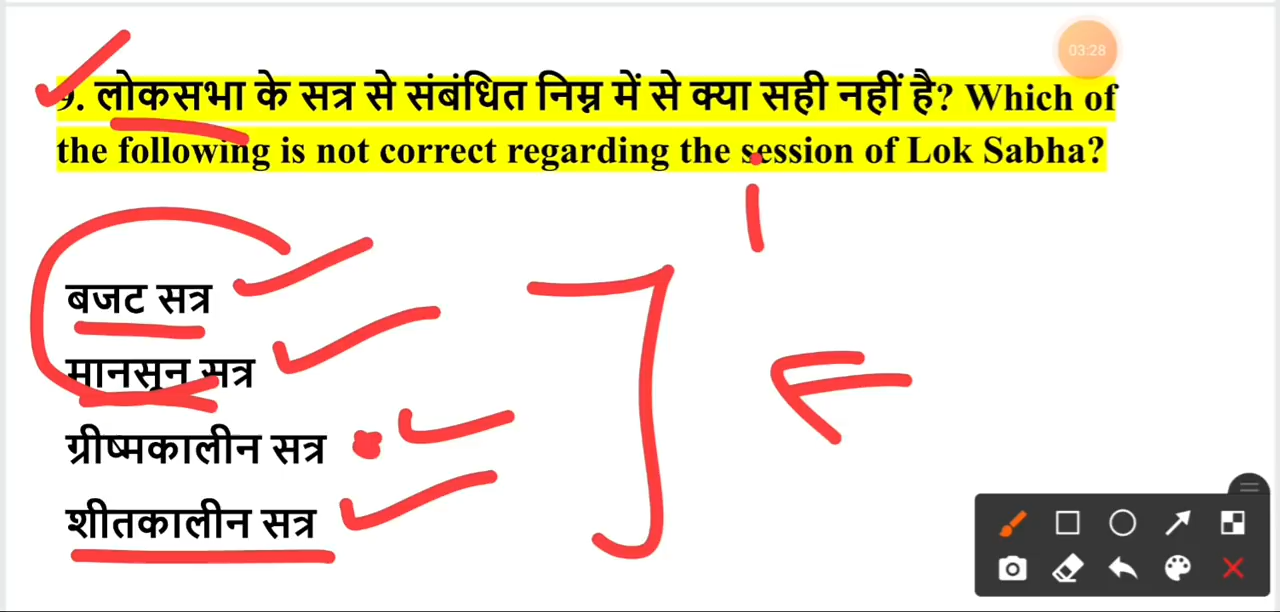 03:28
9. लोकसभा के सत्र से संबंधित निम्न में से क्या सही नहीं है? Which of
the following is not correct regarding the session of Lok Sabha?
बजट सत्र
मानसून सत्र
ग्रीष्मकालीन सत्र
शीतकालीन सत्र